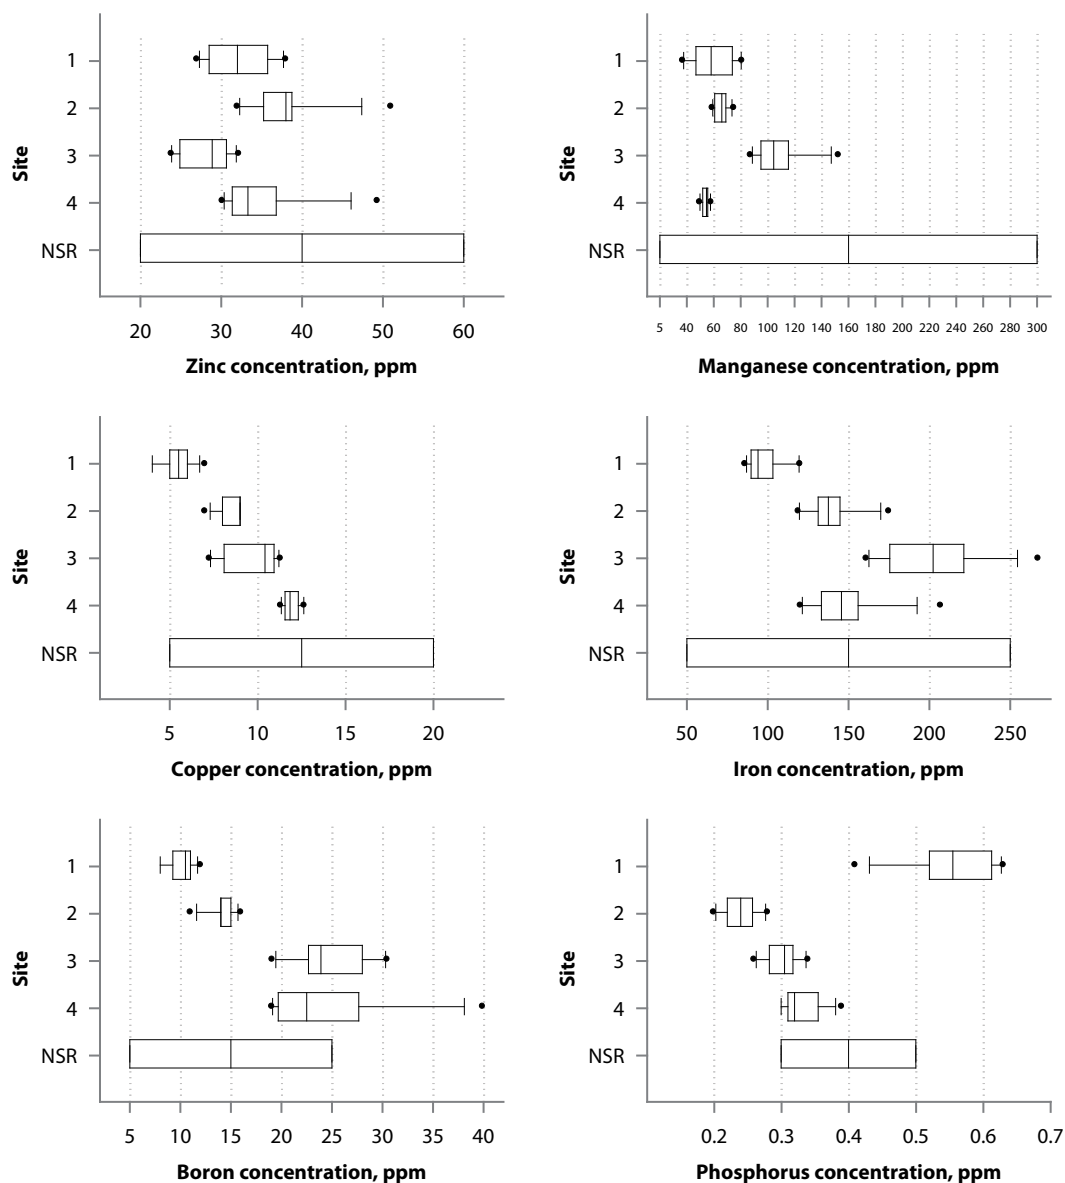 Site
1
2
3
4
NSR
20 30 40 50 60
Zinc concentration, ppm
Site
1
2
3
4
NSR
5 40 60 80 100 120 140 160 200 220 240 260 280 300
Manganese concentration, ppm
Site
1
2
3
4
NSR
5 10 15 20
Copper concentration, ppm
Site
1
2
3
4
NSR
50 100 150 200 250
Iron concentration, ppm
Site
1
2
3
4
NSR
5 10 15 20 25 30 35 40
Boron concentration, ppm
Site
1
2
3
4
NSR
0.2 0.3 0.4 0.5 0.6 0.7
Phosphorus concentration, ppm